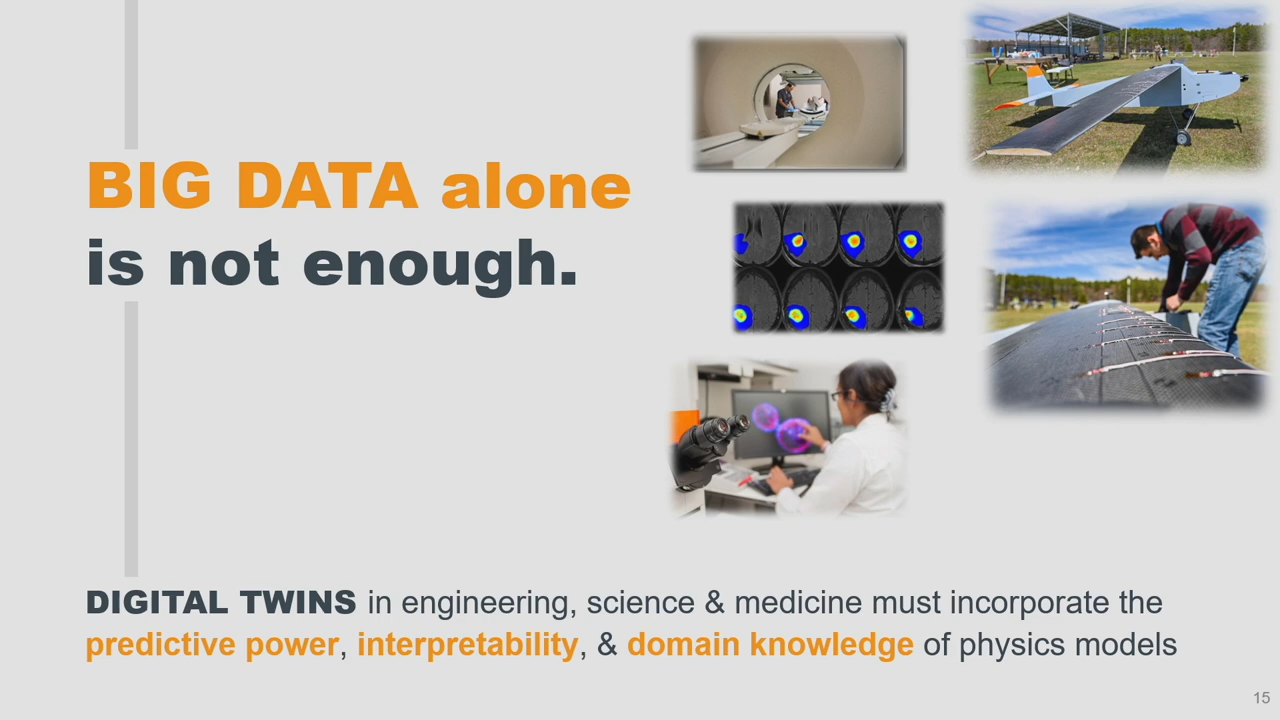 BIG DATA alone
is not enough.
DIGITAL TWINS in engineering, science & medicine must incorporate the
predictive power, interpretability, & domain knowledge of physics models
15